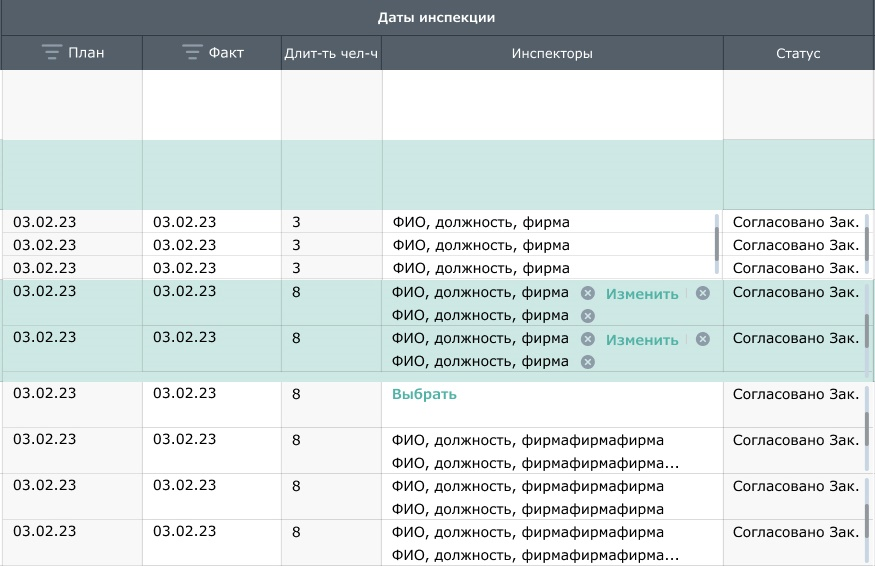 Даты инспекции
План Факт Длит-ть чел-ч Инспекторы Статус
03.02.23 03.02.23 3 ФИО, должность, фирма Согласовано Зак.
03.02.23 03.02.23 3 ФИО, должность, фирма Согласовано Зак.
03.02.23 03.02.23 3 ФИО, должность, фирма Согласовано Зак.
03.02.23 03.02.23 8 ФИО, должность, фирма Изменить Согласовано Зак.
ФИО, должность, фирма
03.02.23 03.02.23 8 ФИО, должность, фирма Изменить Согласовано Зак.
ФИО, должность, фирма
03.02.23 03.02.23 8 Выбрать Согласовано Зак.
03.02.23 03.02.23 8 ФИО, должность, фирмафирмафирма Согласовано Зак.
ФИО, должность, фирмафирмафирма...
03.02.23 03.02.23 8 ФИО, должность, фирмафирмафирма Согласовано Зак.
ФИО, должность, фирмафирмафирма
03.02.23 03.02.23 8 ФИО, должность, фирмафирмафирма Согласовано Зак.
ФИО, должность, фирмафирмафирма...